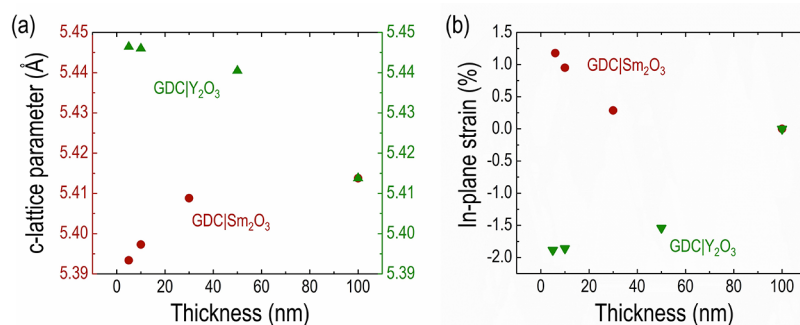 (a)
5.45
5.44
5.43
5.42
5.41
5.40
5.39
c-lattice parameter (Å)
GDC|Y₂O₃
GDC|Sm₂O₃
5.45
5.44
5.43
5.42
5.41
5.40
5.39
0 20 40 60 80 100
Thickness (nm)
(b)
1.5
1.0
0.5
0.0
-0.5
-1.0
-1.5
-2.0
In-plane strain (%)
GDC|Sm₂O₃
GDC|Y₂O₃
0 20 40 60 80 100
Thickness (nm)